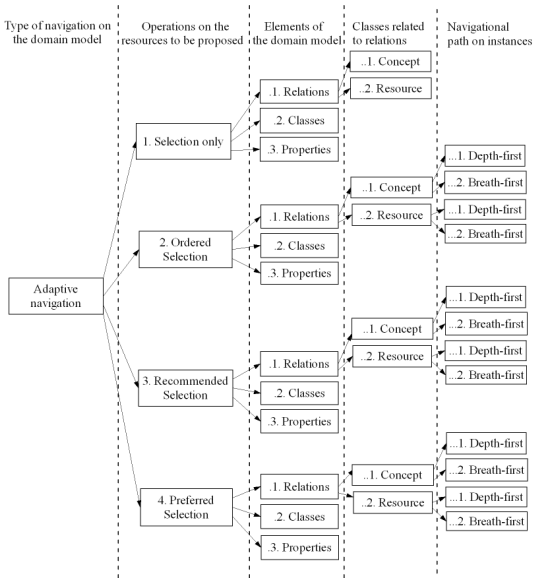 Type of navigation on
the domain model
Operations on the
resources to be proposed
Elements of
the domain model
Classes related
to relations
Navigational
path on instances
Adaptive
navigation
1. Selection only
.1. Relations
..1. Concept
..2. Resource
.2. Classes
.3. Properties
2. Ordered
Selection
.1. Relations
..1. Concept
...1. Depth-first
...2. Breath-first
..2. Resource
...1. Depth-first
...2. Breath-first
.2. Classes
.3. Properties
3. Recommended
Selection
.1. Relations
..1. Concept
...1. Depth-first
...2. Breath-first
..2. Resource
...1. Depth-first
...2. Breath-first
.2. Classes
.3. Properties
4. Preferred
Selection
.1. Relations
..1. Concept
...1. Depth-first
...2. Breath-first
..2. Resource
...1. Depth-first
...2. Breath-first
.2. Classes
.3. Properties